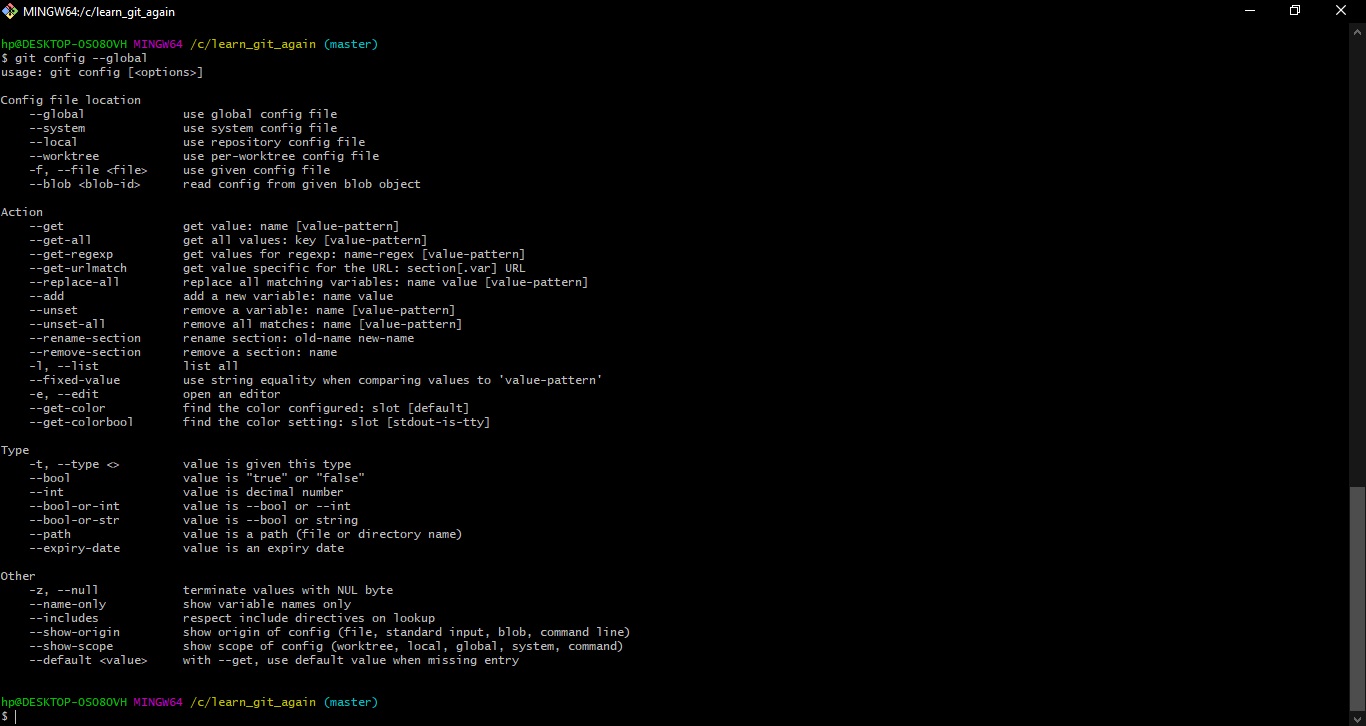 MINGW64:/c/learn_git_again
hp@DESKTOP-OSO8OVH MINGW64 /c/learn_git_again (master)
$ git config --global
usage: git config [<options>]
Config file location
--global use global config file
--system use system config file
--local use repository config file
--worktree use per-worktree config file
-f, --file <file> use given config file
--blob <blob-id> read config from given blob object
Action
--get get value: name [value-pattern]
--get-all get all values: key [value-pattern]
--get-regexp get values for regexp: name-regex [value-pattern]
--get-urlmatch get value specific for the URL: section[.var] URL
--replace-all replace all matching variables: name value [value-pattern]
--add add a new variable: name value
--unset remove a variable: name [value-pattern]
--unset-all remove all matches: name [value-pattern]
--rename-section rename section: old-name new-name
--remove-section remove a section: name
-l, --list list all
--fixed-value use string equality when comparing values to 'value-pattern'
-e, --edit open an editor
--get-color find the color configured: slot [default]
--get-colorbool find the color setting: slot [stdout-is-tty]
Type
-t, --type <> value is given this type
--bool value is "true" or "false"
--int value is decimal number
--bool-or-int value is --bool or --int
--bool-or-str value is --bool or string
--path value is a path (file or directory name)
--expiry-date value is an expiry date
Other
-z, --null terminate values with NUL byte
--name-only show variable names only
--includes respect include directives on lookup
--show-origin show origin of config (file, standard input, blob, command line)
--show-scope show scope of config (worktree, local, global, system, command)
--default <value> with --get, use default value when missing entry
hp@DESKTOP-OSO8OVH MINGW64 /c/learn_git_again (master)
$